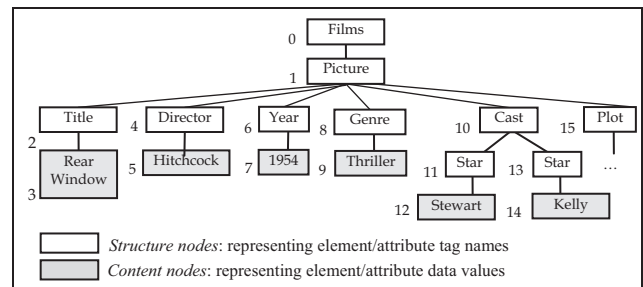 Films
0
Picture
1
Title Director Year Genre Cast Plot
2 4 6 8 10 15
Rear Window
3
Hitchcock
5
1954
7
Thriller
9
Star Star
11 13
...
Stewart Kelly
12 14
Structure nodes: representing element/attribute tag names
Content nodes: representing element/attribute data values